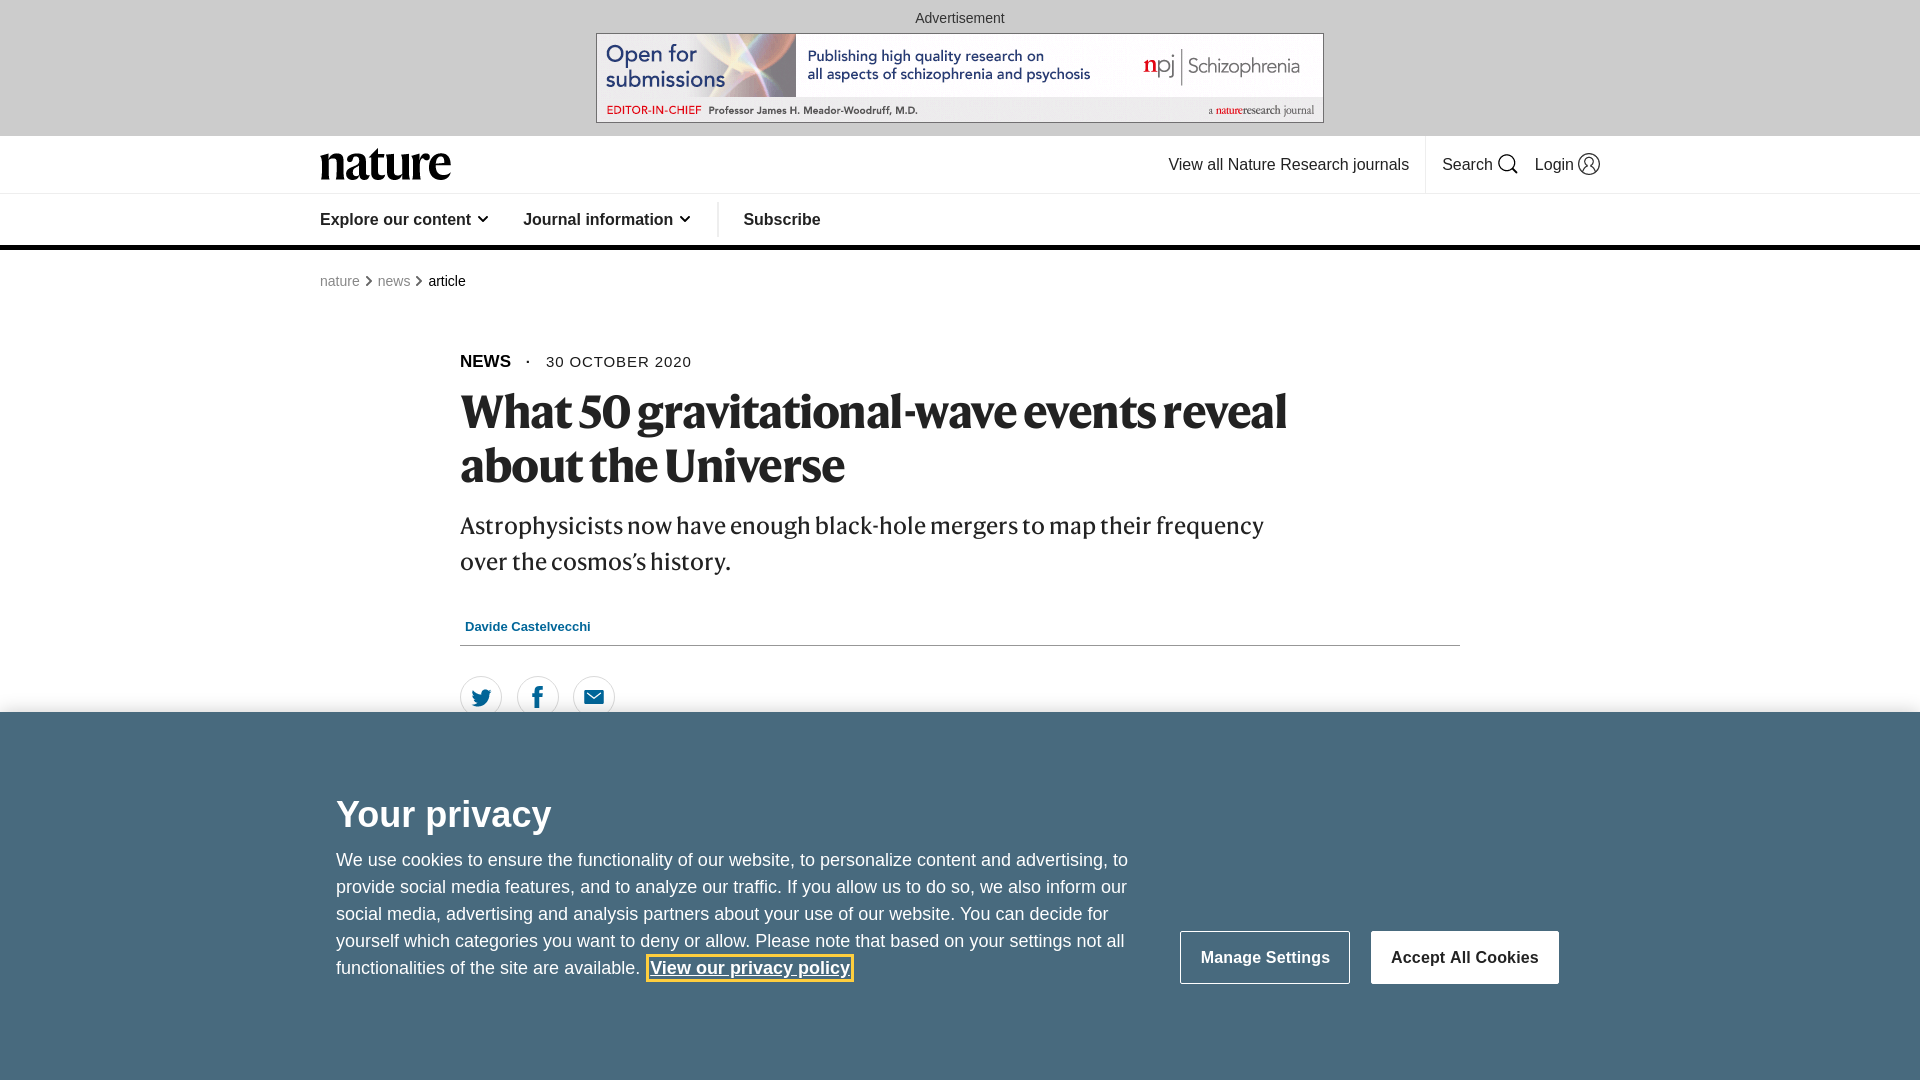 Advertisement
Open for
submissions
Publishing high quality research on
all aspects of schizophrenia and psychosis
npj Schizophrenia
EDITOR-IN-CHIEF Professor James H. Meador-Woodruff, M.D.
a natureresearch journal
nature
View all Nature Research journals
Search
Login
Explore our content
Journal information
Subscribe
nature
news
article
NEWS · 30 OCTOBER 2020
What 50 gravitational-wave events reveal
about the Universe
Astrophysicists now have enough black-hole mergers to map their frequency
over the cosmos’s history.
Davide Castelvecchi
Your privacy
We use cookies to ensure the functionality of our website, to personalize content and advertising, to
provide social media features, and to analyze our traffic. If you allow us to do so, we also inform our
social media, advertising and analysis partners about your use of our website. You can decide for
yourself which categories you want to deny or allow. Please note that based on your settings not all
functionalities of the site are available. View our privacy policy
Manage Settings
Accept All Cookies